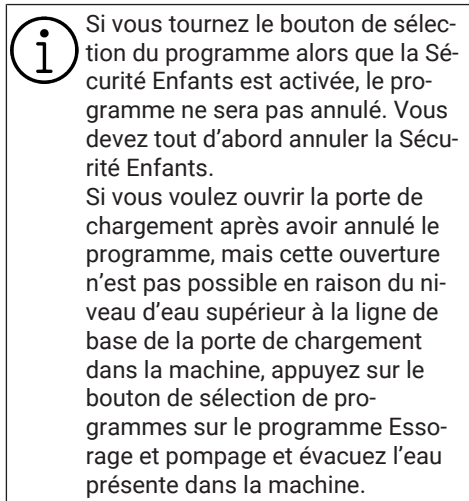 Si vous tournez le bouton de sélec-
tion du programme alors que la Sé-
curité Enfants est activée, le pro-
gramme ne sera pas annulé. Vous
devez tout d'abord annuler la Sécu-
rité Enfants.
Si vous voulez ouvrir la porte de
chargement après avoir annulé le
programme, mais cette ouverture
n'est pas possible en raison du ni-
veau d'eau supérieur à la ligne de
base de la porte de chargement
dans la machine, appuyez sur le
bouton de sélection de pro-
grammes sur le programme Esso-
rage et pompage et évacuez l'eau
présente dans la machine.